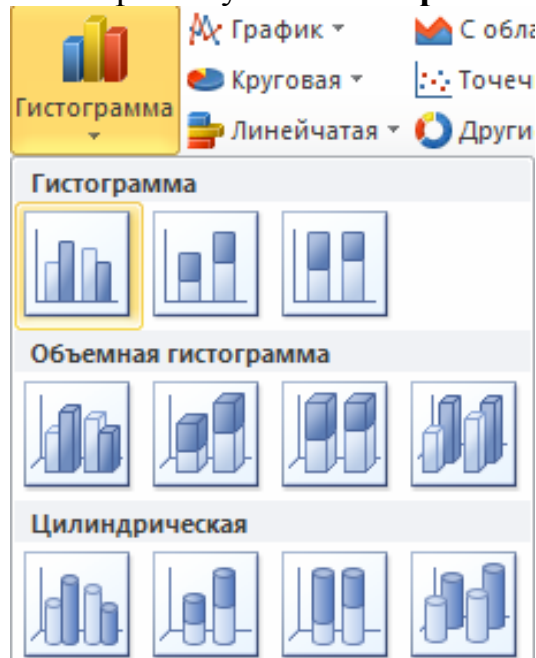 График
С обла
Круговая
Точеч
Гистограмма
Линейчатая
Други
Гистограмма
Объемная гистограмма
Цилиндрическая